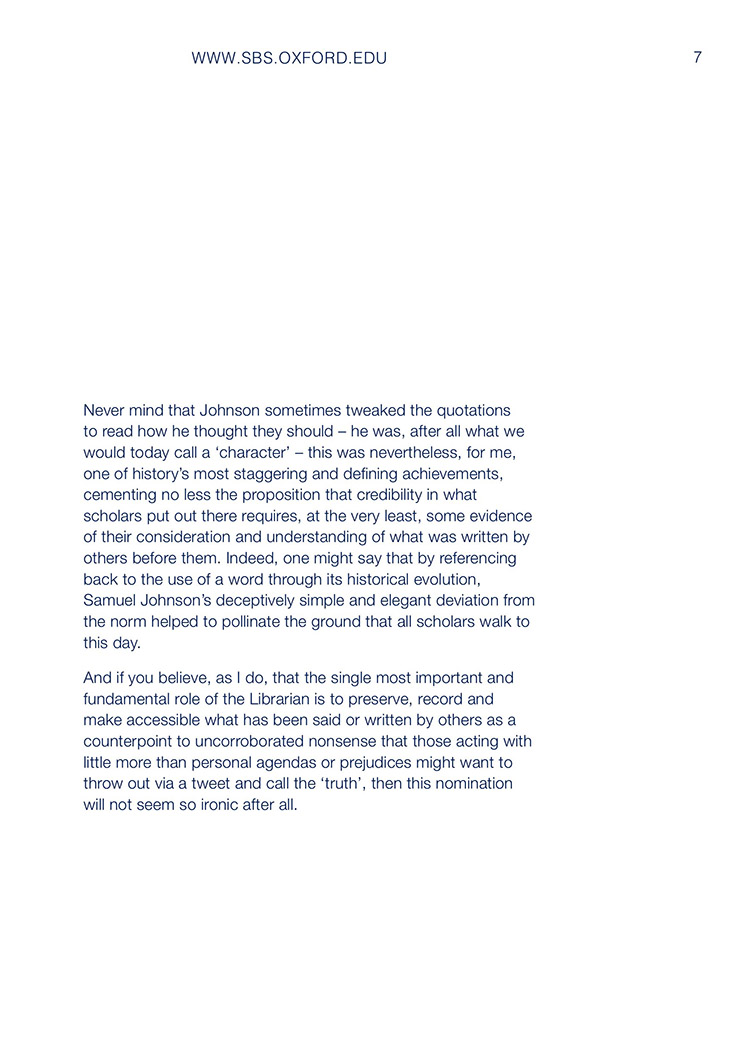 WWW.SBS.OXFORD.EDU 7
Never mind that Johnson sometimes tweaked the quotations
to read how he thought they should – he was, after all what we
would today call a ‘character’ – this was nevertheless, for me,
one of history’s most staggering and defining achievements,
cementing no less the proposition that credibility in what
scholars put out there requires, at the very least, some evidence
of their consideration and understanding of what was written by
others before them. Indeed, one might say that by referencing
back to the use of a word through its historical evolution,
Samuel Johnson’s deceptively simple and elegant deviation from
the norm helped to pollinate the ground that all scholars walk to
this day.
And if you believe, as I do, that the single most important and
fundamental role of the Librarian is to preserve, record and
make accessible what has been said or written by others as a
counterpoint to uncorroborated nonsense that those acting with
little more than personal agendas or prejudices might want to
throw out via a tweet and call the ‘truth’, then this nomination
will not seem so ironic after all.